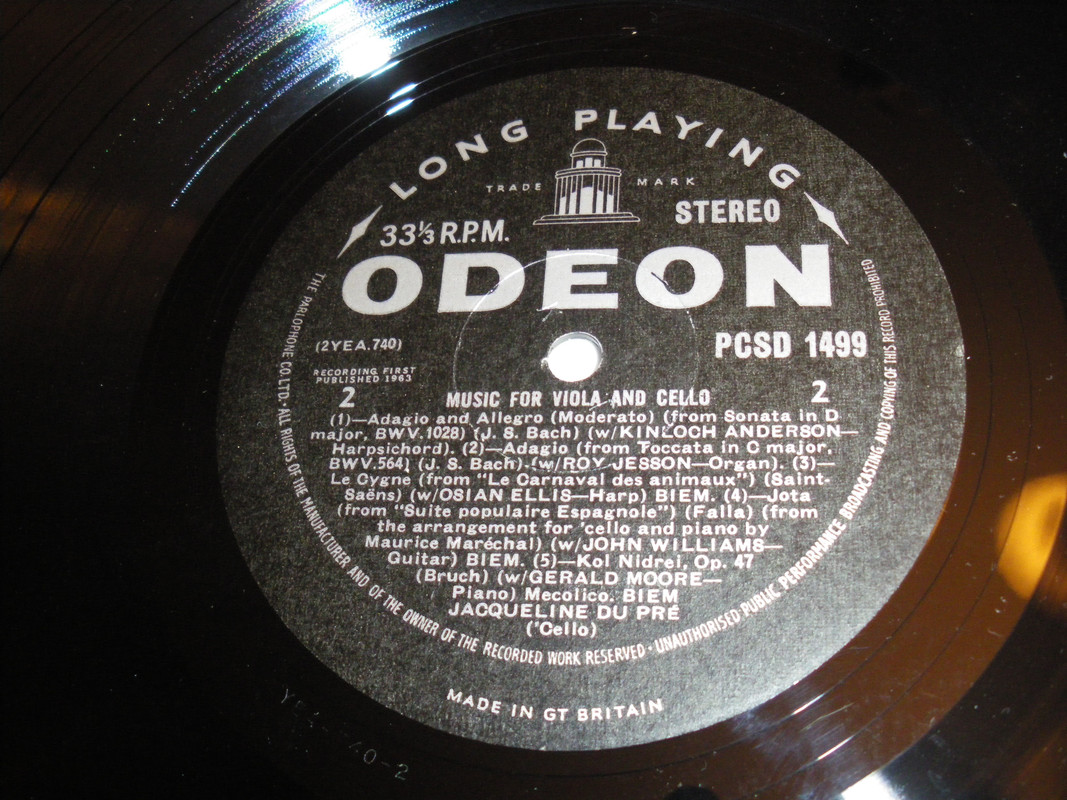 LONG PLAYING
TRADE MARK
33⅓ R.P.M.
STEREO
ODEON
(2YEA.740)
PCSD 1499
RECORDING FIRST
PUBLISHED 1963
2
MUSIC FOR VIOLA AND CELLO
2
(1)—Adagio and Allegro (Moderato) (from Sonata in D
major, BWV.1028) (J. S. Bach) (w/KINLOCH ANDERSON—
Harpsichord). (2)—Adagio (from Toccata in C major,
BWV.564) (J. S. Bach) (w/ROY JESSON—Organ). (3)—
Le Cygne (from "Le Carnaval des animaux") (Saint-
Saëns) (w/OSIAN ELLIS—Harp) BIEM. (4)—Jota
(from "Suite populaire Espagnole") (Falla) (from
the arrangement for 'cello and piano by
Maurice Maréchal) (w/JOHN WILLIAMS—
Guitar) BIEM. (5)—Kol Nidrei, Op. 47
(Bruch) (w/GERALD MOORE—
Piano) Mecolico. BIEM
JACQUELINE DU PRÉ
('Cello)
THE PARLOPHONE CO. LTD. · ALL RIGHTS OF THE MANUFACTURER AND OF THE OWNER OF THE RECORDED WORK RESERVED · UNAUTHORISED PUBLIC PERFORMANCE BROADCASTING AND COPYING OF THIS RECORD PROHIBITED
MADE IN GT BRITAIN